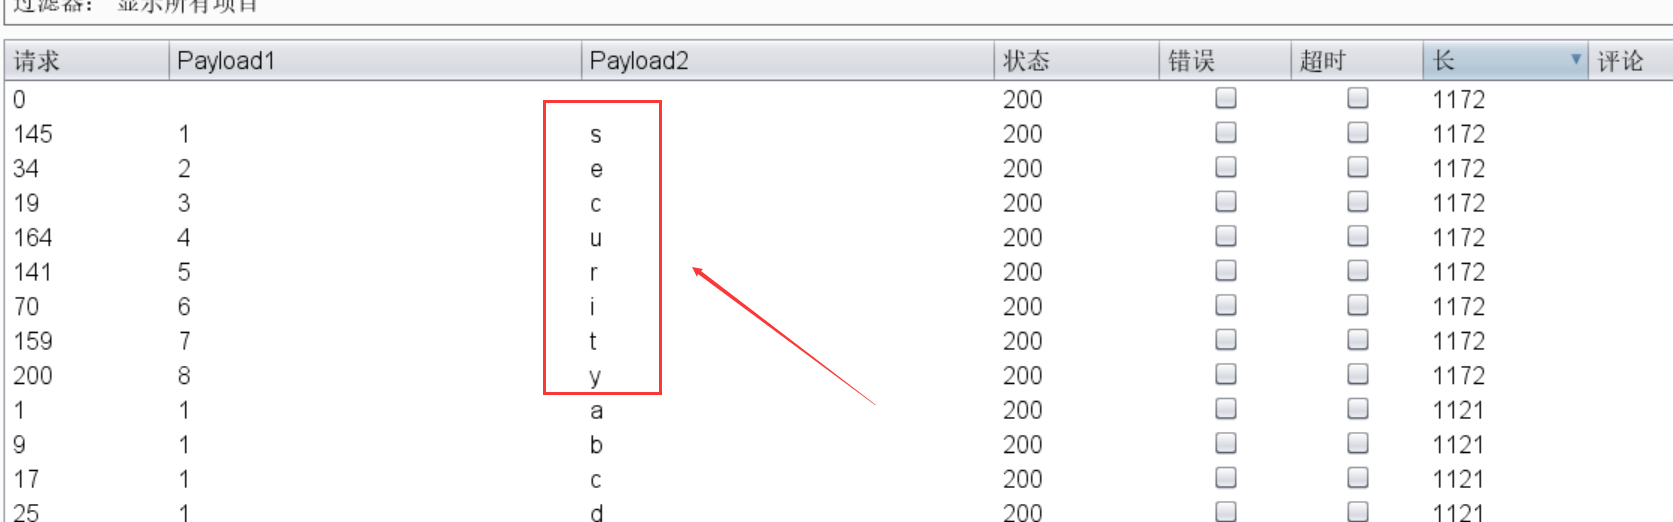 过滤器： 显示所有项目
请求 Payload1 Payload2 状态 错误 超时 长 评论
0 200 1172
145 1 s 200 1172
34 2 e 200 1172
19 3 c 200 1172
164 4 u 200 1172
141 5 r 200 1172
70 6 i 200 1172
159 7 t 200 1172
200 8 y 200 1172
1 1 a 200 1121
9 1 b 200 1121
17 1 c 200 1121
25 1 d 200 1121